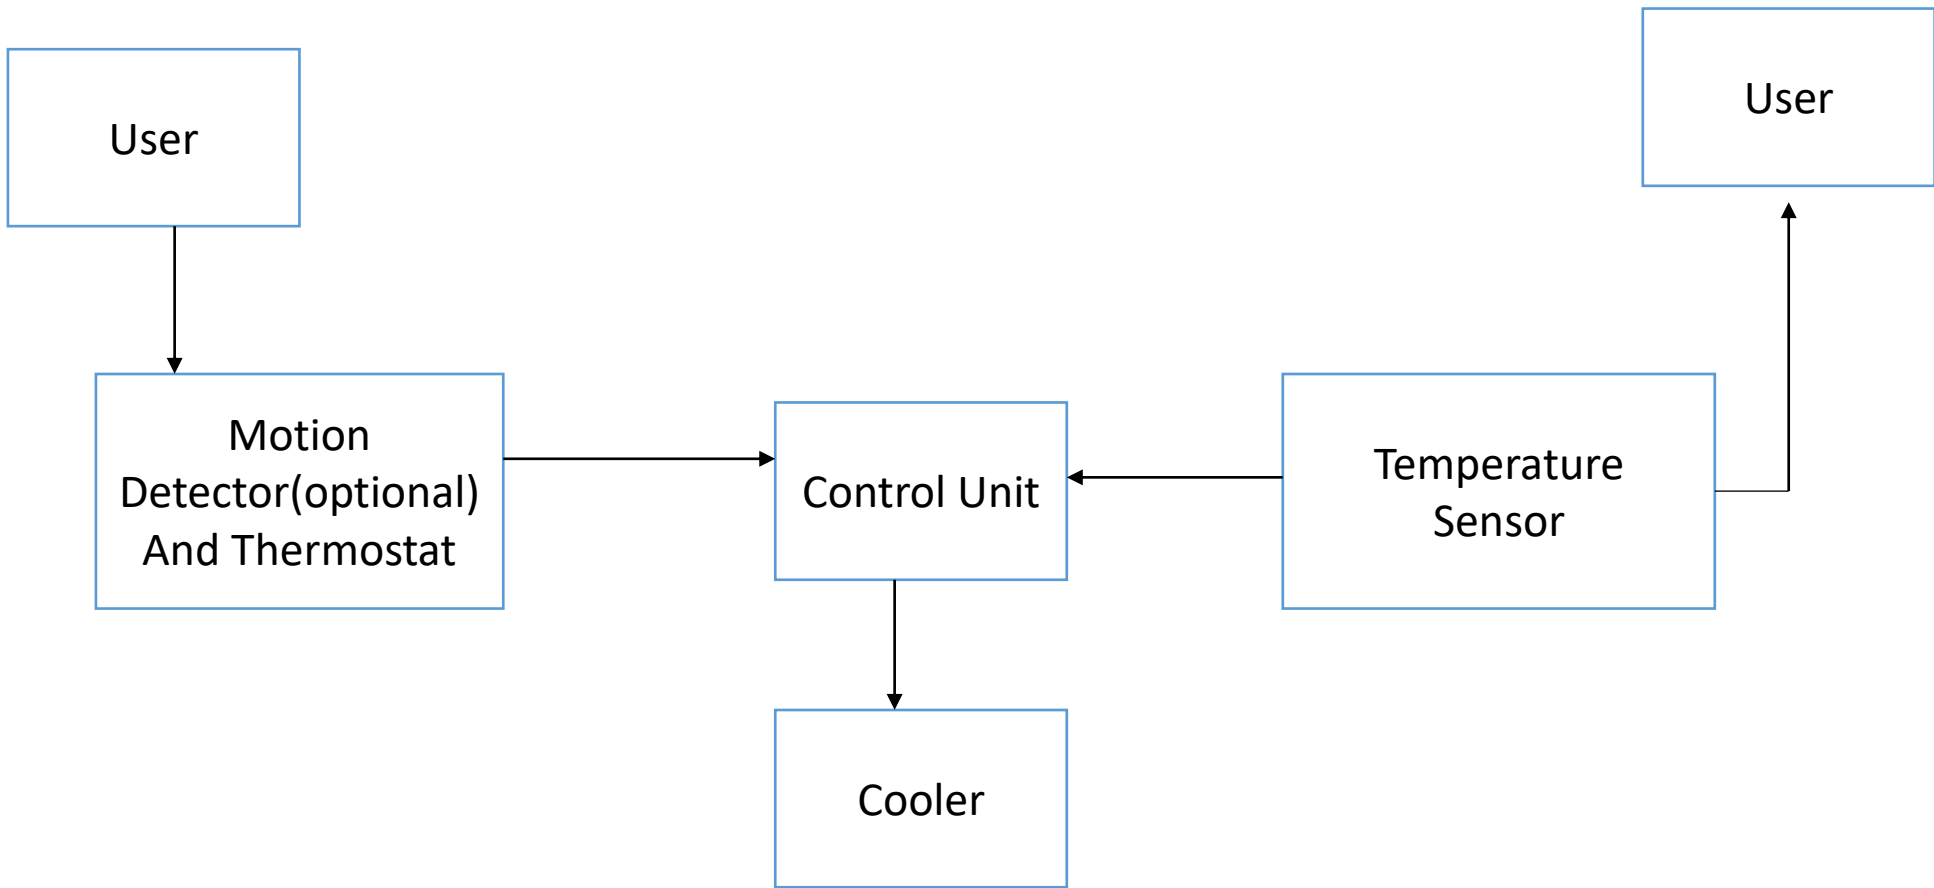 User
User
Motion
Detector(optional)
And Thermostat
Control Unit
Temperature
Sensor
Cooler